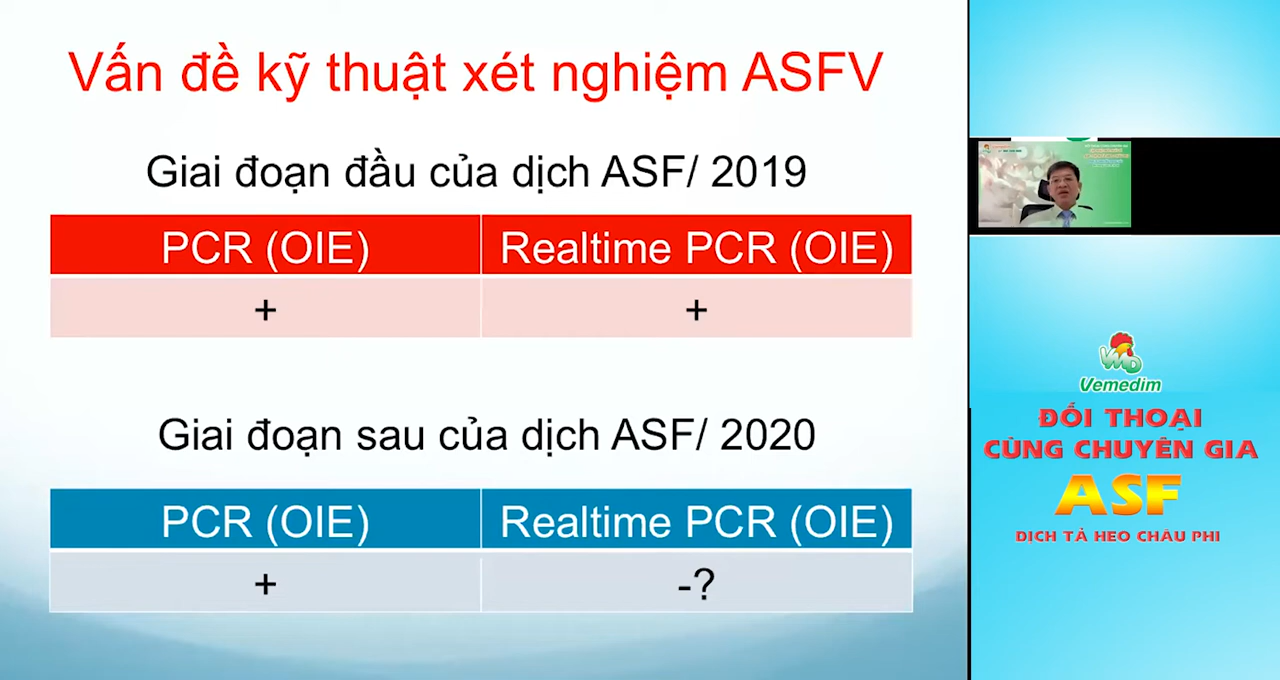 Vấn đề kỹ thuật xét nghiệm ASFV
Giai đoạn đầu của dịch ASF/ 2019
PCR (OIE)
Realtime PCR (OIE)
+
+
Giai đoạn sau của dịch ASF/ 2020
PCR (OIE)
Realtime PCR (OIE)
+
-?
VMD
Vemedim
ĐỐI THOẠI
CÙNG CHUYÊN GIA
ASF
DỊCH TẢ HEO CHÂU PHI